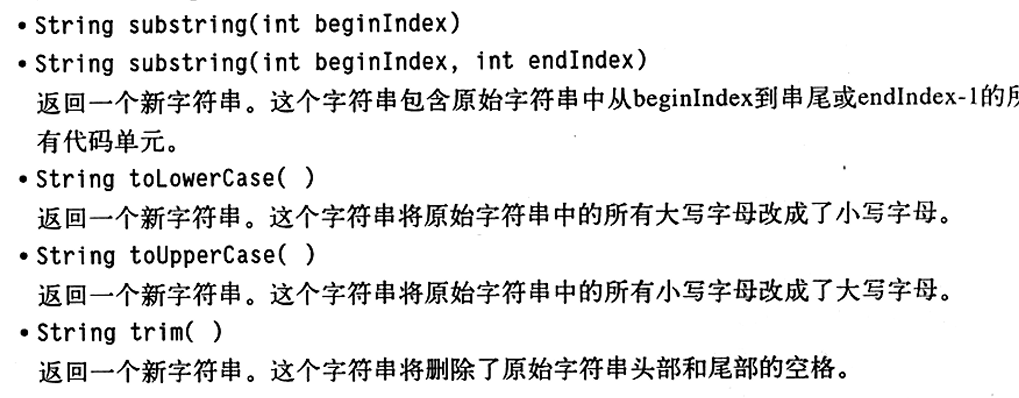 • String substring(int beginIndex)
• String substring(int beginIndex, int endIndex)
返回一个新字符串。这个字符串包含原始字符串中从beginIndex到串尾或endIndex-1的所
有代码单元。
• String toLowerCase( )
返回一个新字符串。这个字符串将原始字符串中的所有大写字母改成了小写字母。
• String toUpperCase( )
返回一个新字符串。这个字符串将原始字符串中的所有小写字母改成了大写字母。
• String trim( )
返回一个新字符串。这个字符串将删除了原始字符串头部和尾部的空格。